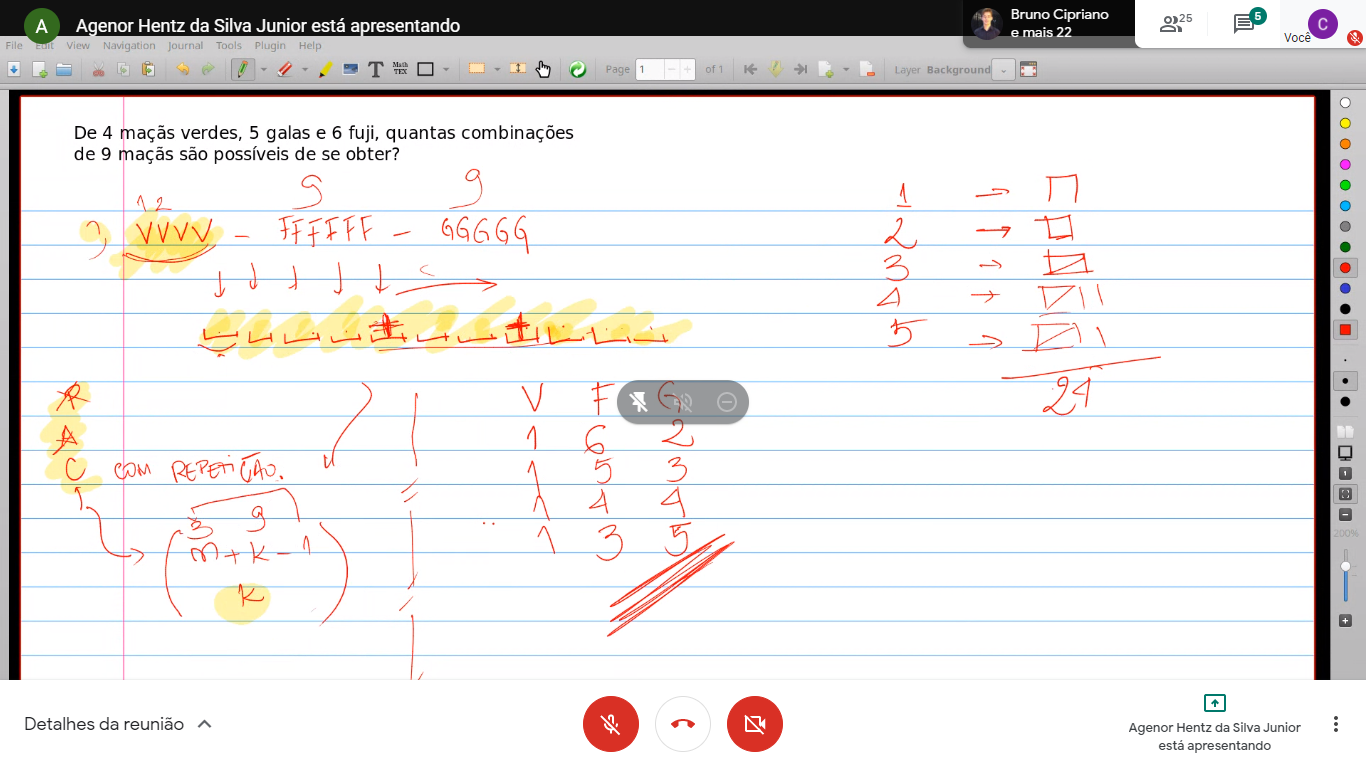 A Agenor Hentz da Silva Junior está apresentando
Bruno Cipriano
e mais 22
25
5
Você
C
File Edit View Navigation Journal Tools Plugin Help
T Math TEX Page 1 of 1 Layer Background
De 4 maçãs verdes, 5 galas e 6 fuji, quantas combinações
de 9 maçãs são possíveis de se obter?
1 2 9 9
VVVV – FFFFFF – GGGGG
1 →
2 →
3 →
4 →
5 →
24
R
A
C COM REPETIÇÃO.
3 9
m + k - 1
k
V F G
1 6 2
1 5 3
1 4 4
1 3 5
200%
Detalhes da reunião
Agenor Hentz da Silva Junior
está apresentando